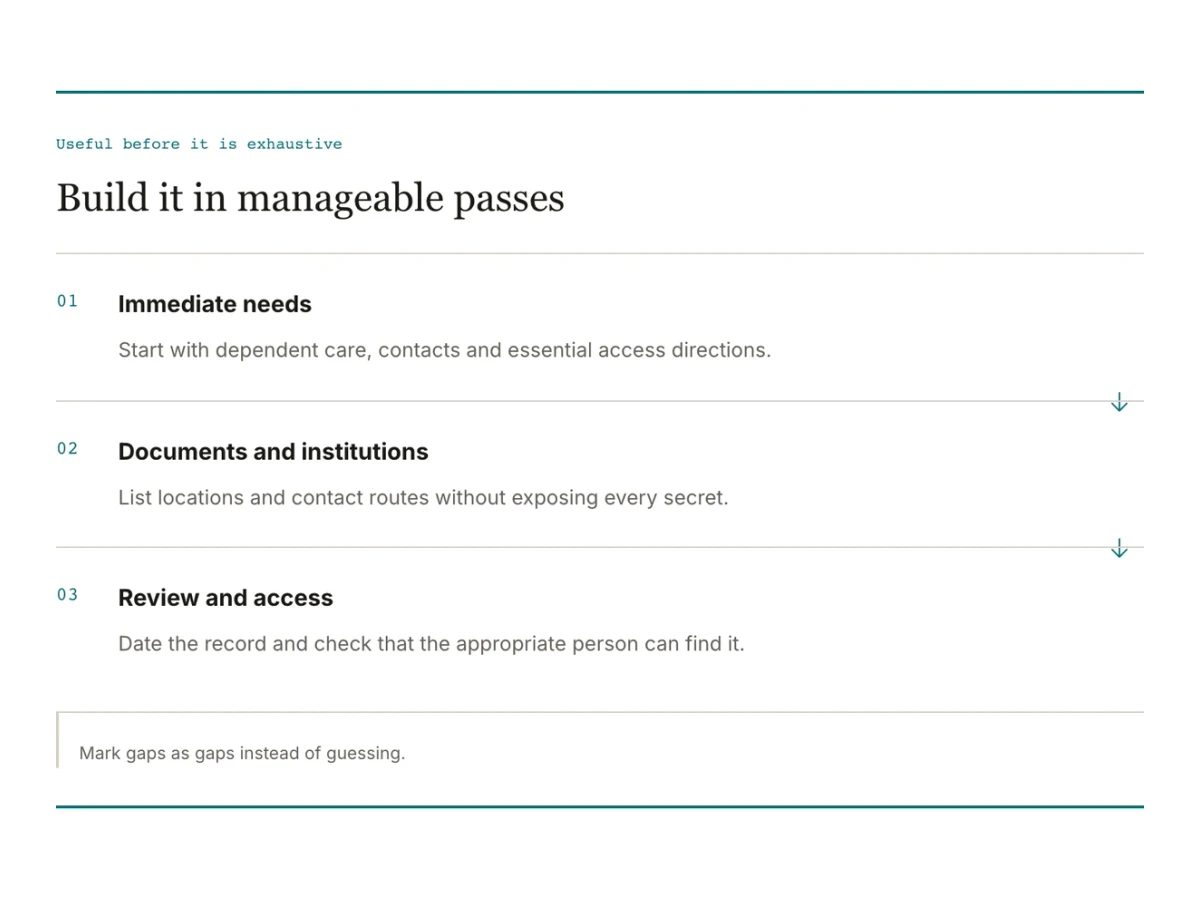 Useful before it is exhaustive
Build it in manageable passes
01
Immediate needs
Start with dependent care, contacts and essential access directions.
02
Documents and institutions
List locations and contact routes without exposing every secret.
03
Review and access
Date the record and check that the appropriate person can find it.
Mark gaps as gaps instead of guessing.